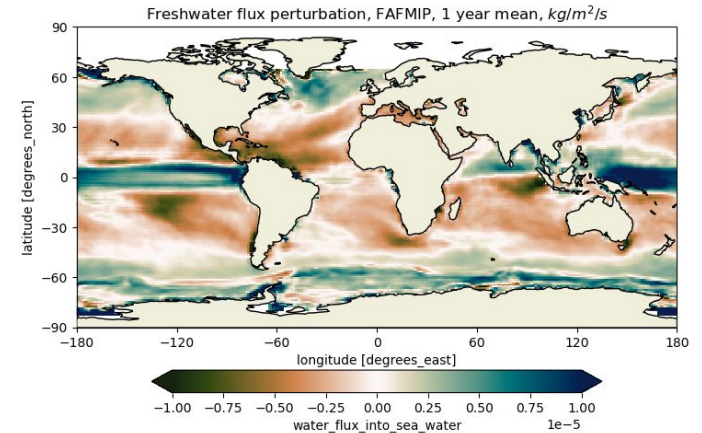 Freshwater flux perturbation, FAFMIP, 1 year mean, kg/m²/s
90
60
30
0
−30
−60
−90
latitude [degrees_north]
−180 −120 −60 0 60 120 180
longitude [degrees_east]
−1.00 −0.75 −0.50 −0.25 0.00 0.25 0.50 0.75 1.00
water_flux_into_sea_water 1e−5